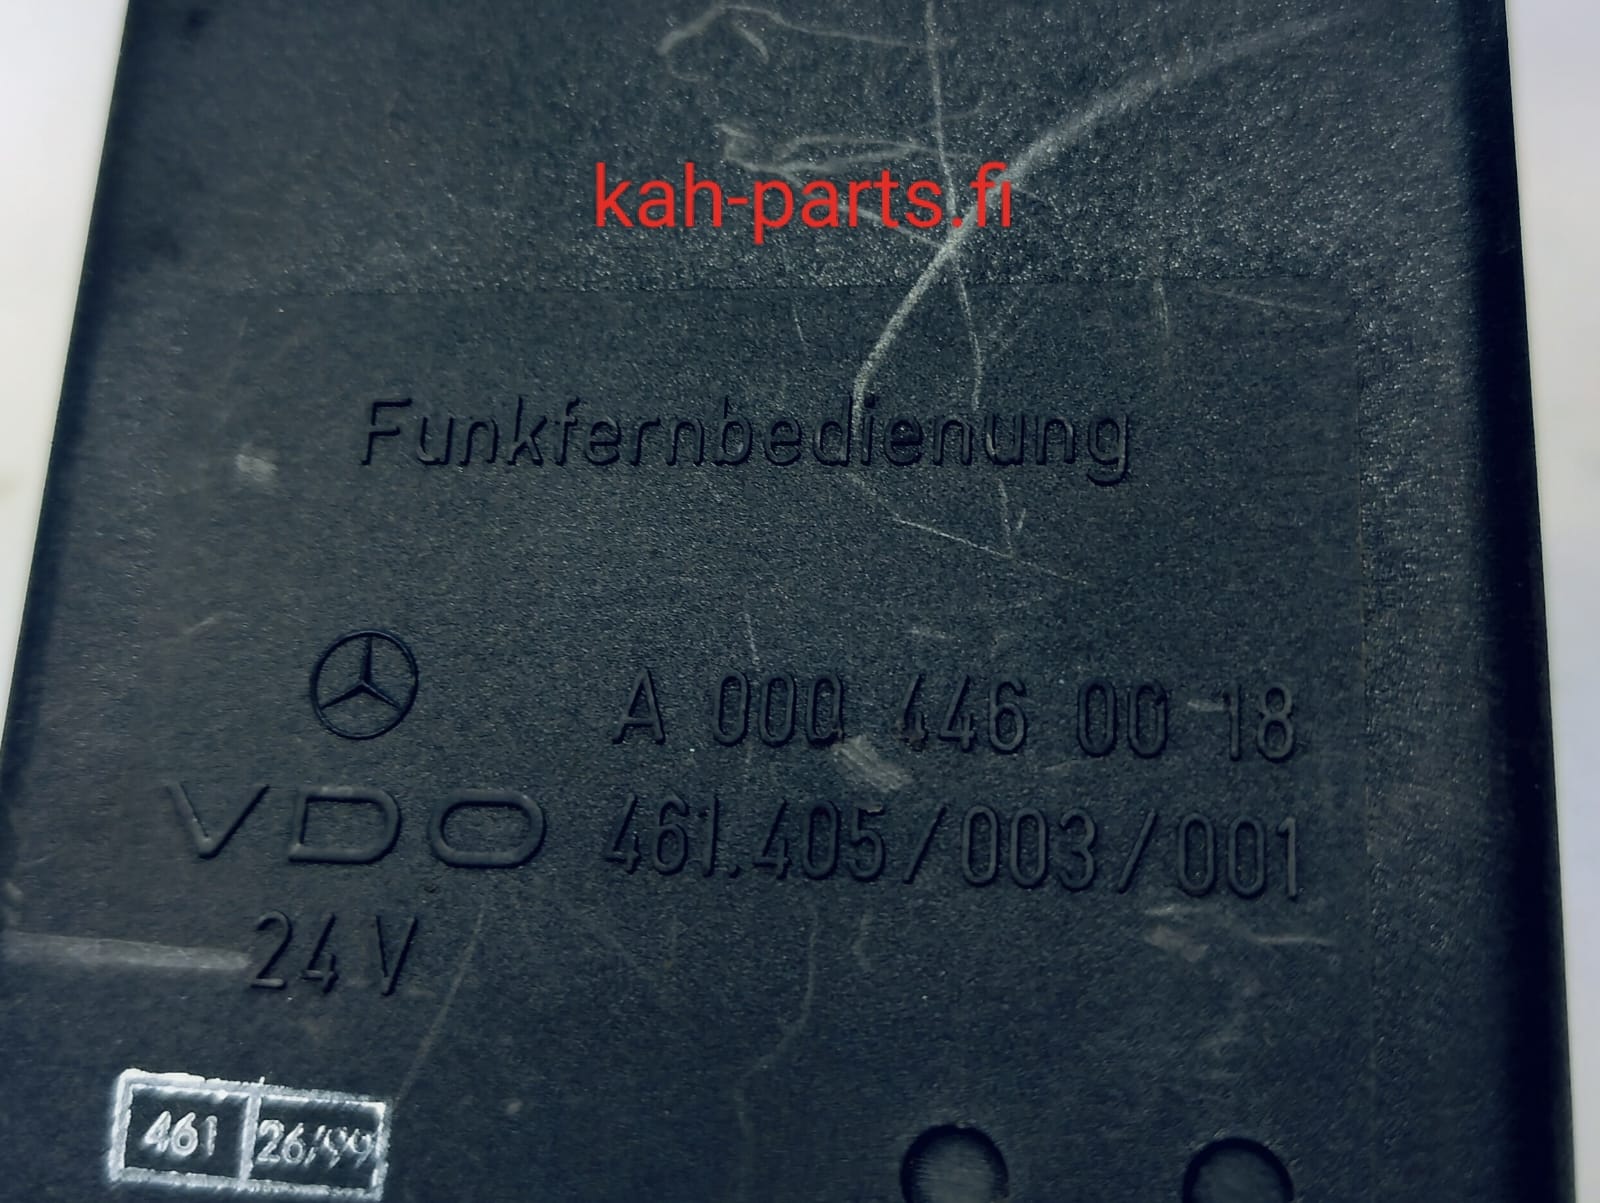 kah-parts.fi
Funkfernbedienung
A 000 446 00 18
VDO 461.405/003/001
24 V
461 26/99